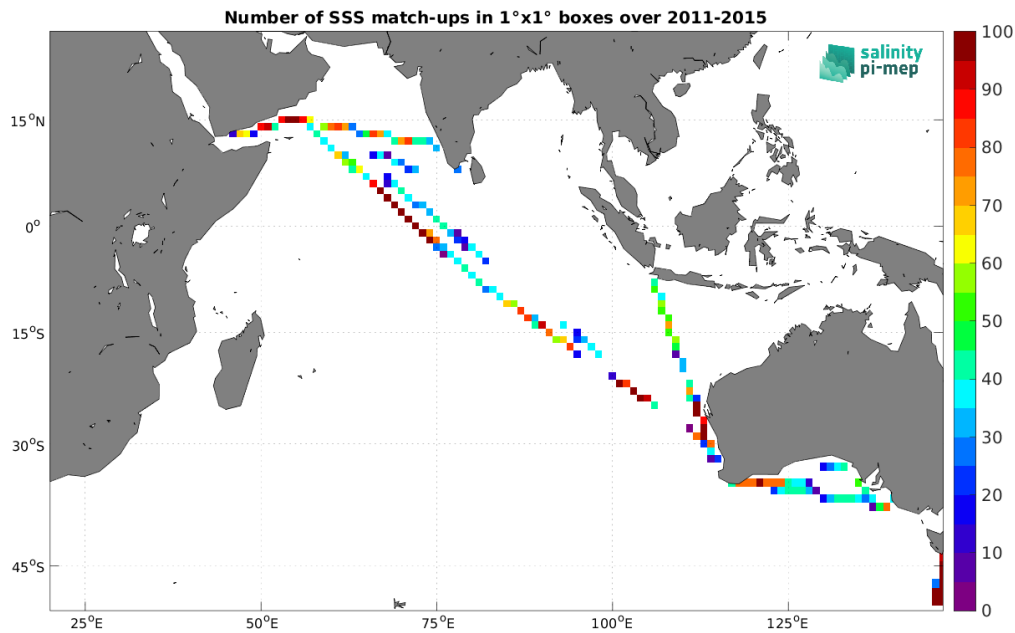 Number of SSS match-ups in 1°x1° boxes over 2011-2015
salinity
pi-mep
15°N
0°
15°S
30°S
45°S
25°E
50°E
75°E
100°E
125°E
100
90
80
70
60
50
40
30
20
10
0